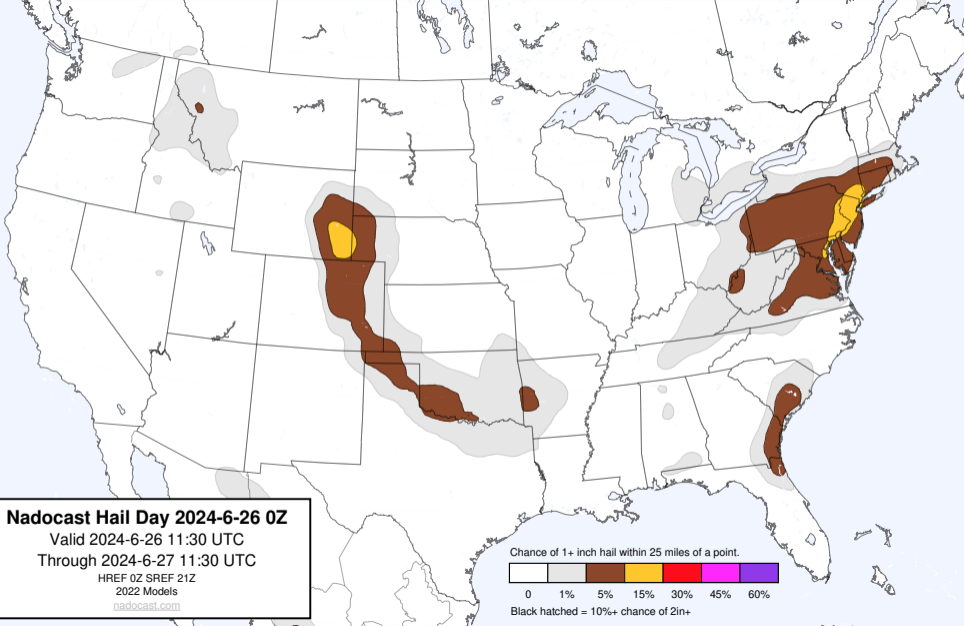 Nadocast Hail Day 2024-6-26 0Z
Valid 2024-6-26 11:30 UTC
Through 2024-6-27 11:30 UTC
HREF 0Z SREF 21Z
2022 Models
nadocast.com
Chance of 1+ inch hail within 25 miles of a point.
0 1% 5% 15% 30% 45% 60%
Black hatched = 10%+ chance of 2in+